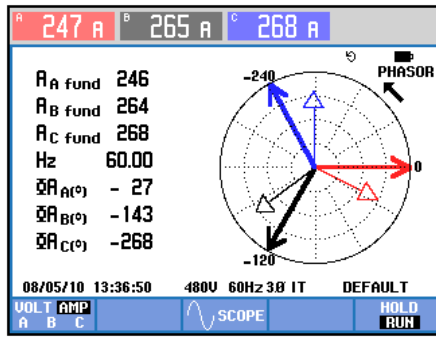 A 247 A B 265 A C 268 A
PHASOR
-240
0
-120
A A fund 246
A B fund 264
A C fund 268
Hz 60.00
ΦA A(°) - 27
ΦA B(°) -143
ΦA C(°) -268
08/05/10 13:36:50 480V 60Hz 3Ø IT DEFAULT
VOLT AMP SCOPE HOLD
A B C RUN